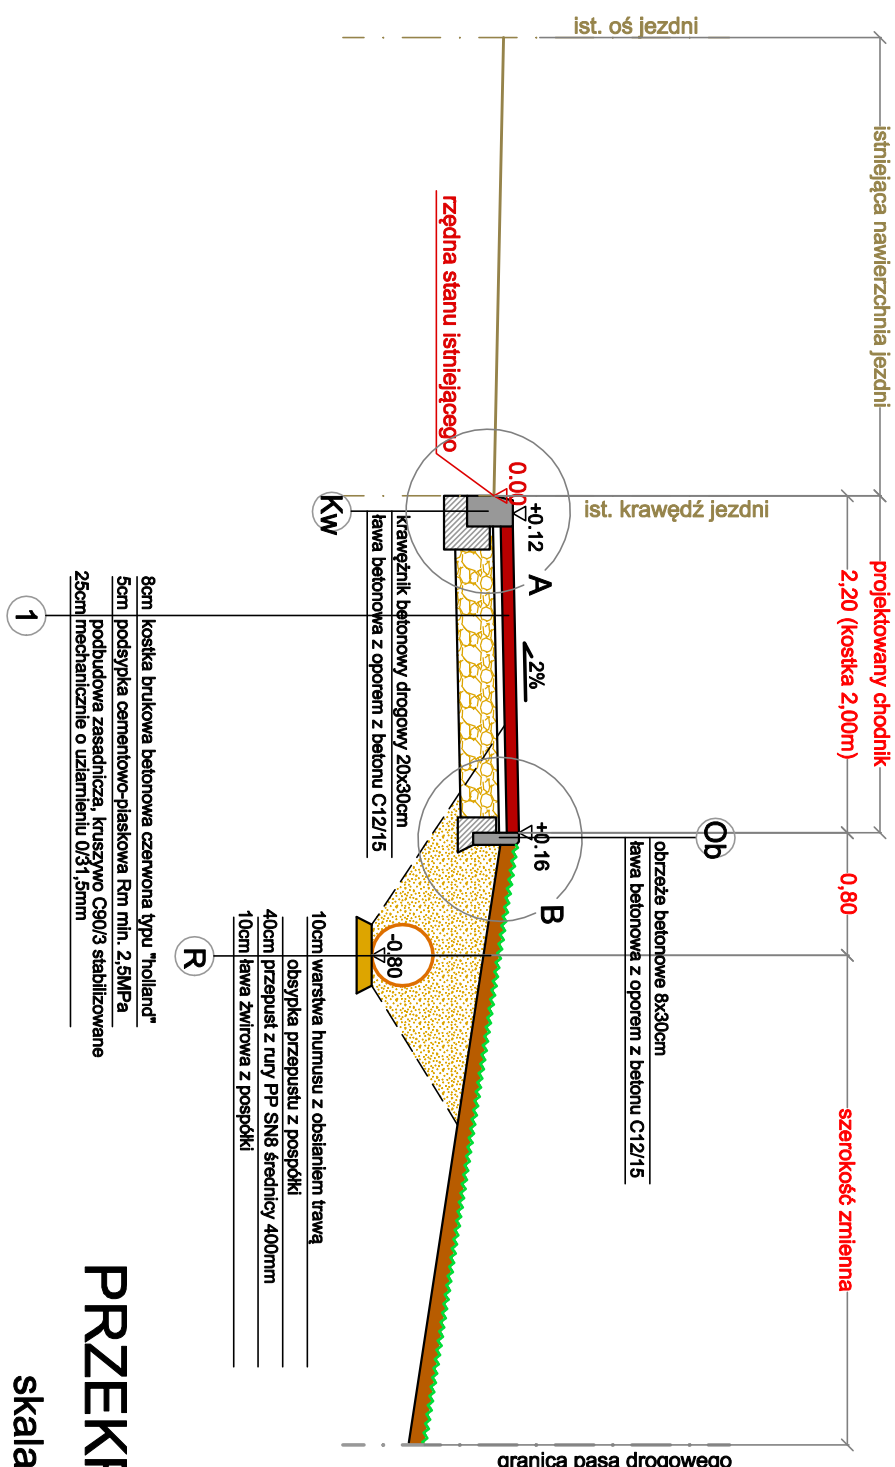 ist. oś jezdni
istniejąca nawierzchnia jezdni
rzędna stanu istniejącego
0.00
+0.12
ist. krawędź jezdni
projektowany chodnik
2,20 (kostka 2,00m)
0,80
szerokość zmienna
A
2%
+0.16
B
-0.80
Kw
krawężnik betonowy drogowy 20x30cm
ława betonowa z oporem z betonu C12/15
Ob
obrzeże betonowe 8x30cm
ława betonowa z oporem z betonu C12/15
1
8cm kostka brukowa betonowa czerwona typu "holland"
5cm podsypka cementowo-piaskowa Rm min. 2,5MPa
podbudowa zasadnicza, kruszywo C90/3 stabilizowane
25cm mechanicznie o uziarnieniu 0/31,5mm
R
10cm warstwa humusu z obsianiem trawą
obsypka przepustu z pospółki
40cm przepust z rury PP SN8 średnicy 400mm
10cm ława żwirowa z pospółki
granica pasa drogowego
skala